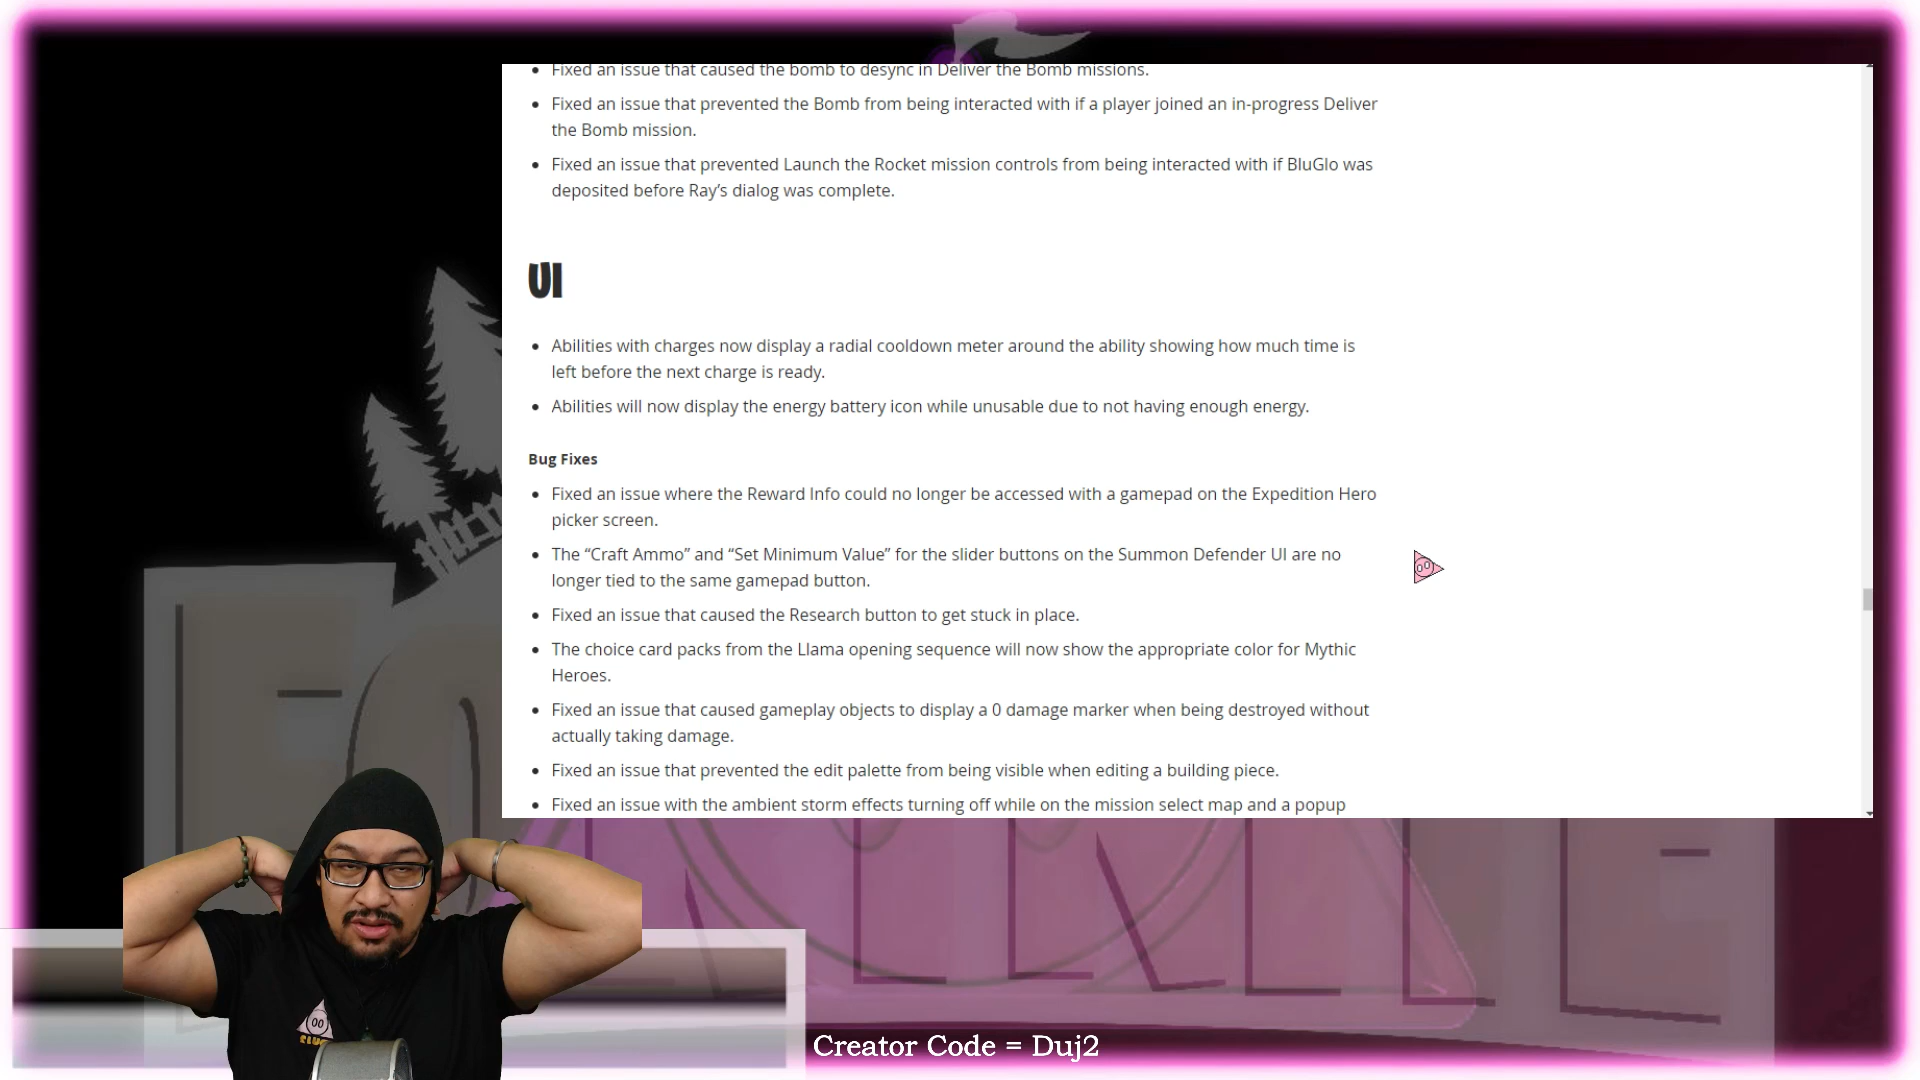 Fixed an issue that caused the bomb to desync in Deliver the Bomb missions.
Fixed an issue that prevented the Bomb from being interacted with if a player joined an in-progress Deliver
the Bomb mission.
Fixed an issue that prevented Launch the Rocket mission controls from being interacted with if BluGlo was
deposited before Ray’s dialog was complete.
UI
Abilities with charges now display a radial cooldown meter around the ability showing how much time is
left before the next charge is ready.
Abilities will now display the energy battery icon while unusable due to not having enough energy.
Bug Fixes
Fixed an issue where the Reward Info could no longer be accessed with a gamepad on the Expedition Hero
picker screen.
The “Craft Ammo” and “Set Minimum Value” for the slider buttons on the Summon Defender UI are no
longer tied to the same gamepad button.
Fixed an issue that caused the Research button to get stuck in place.
The choice card packs from the Llama opening sequence will now show the appropriate color for Mythic
Heroes.
Fixed an issue that caused gameplay objects to display a 0 damage marker when being destroyed without
actually taking damage.
Fixed an issue that prevented the edit palette from being visible when editing a building piece.
Fixed an issue with the ambient storm effects turning off while on the mission select map and a popup
Creator Code = Duj2